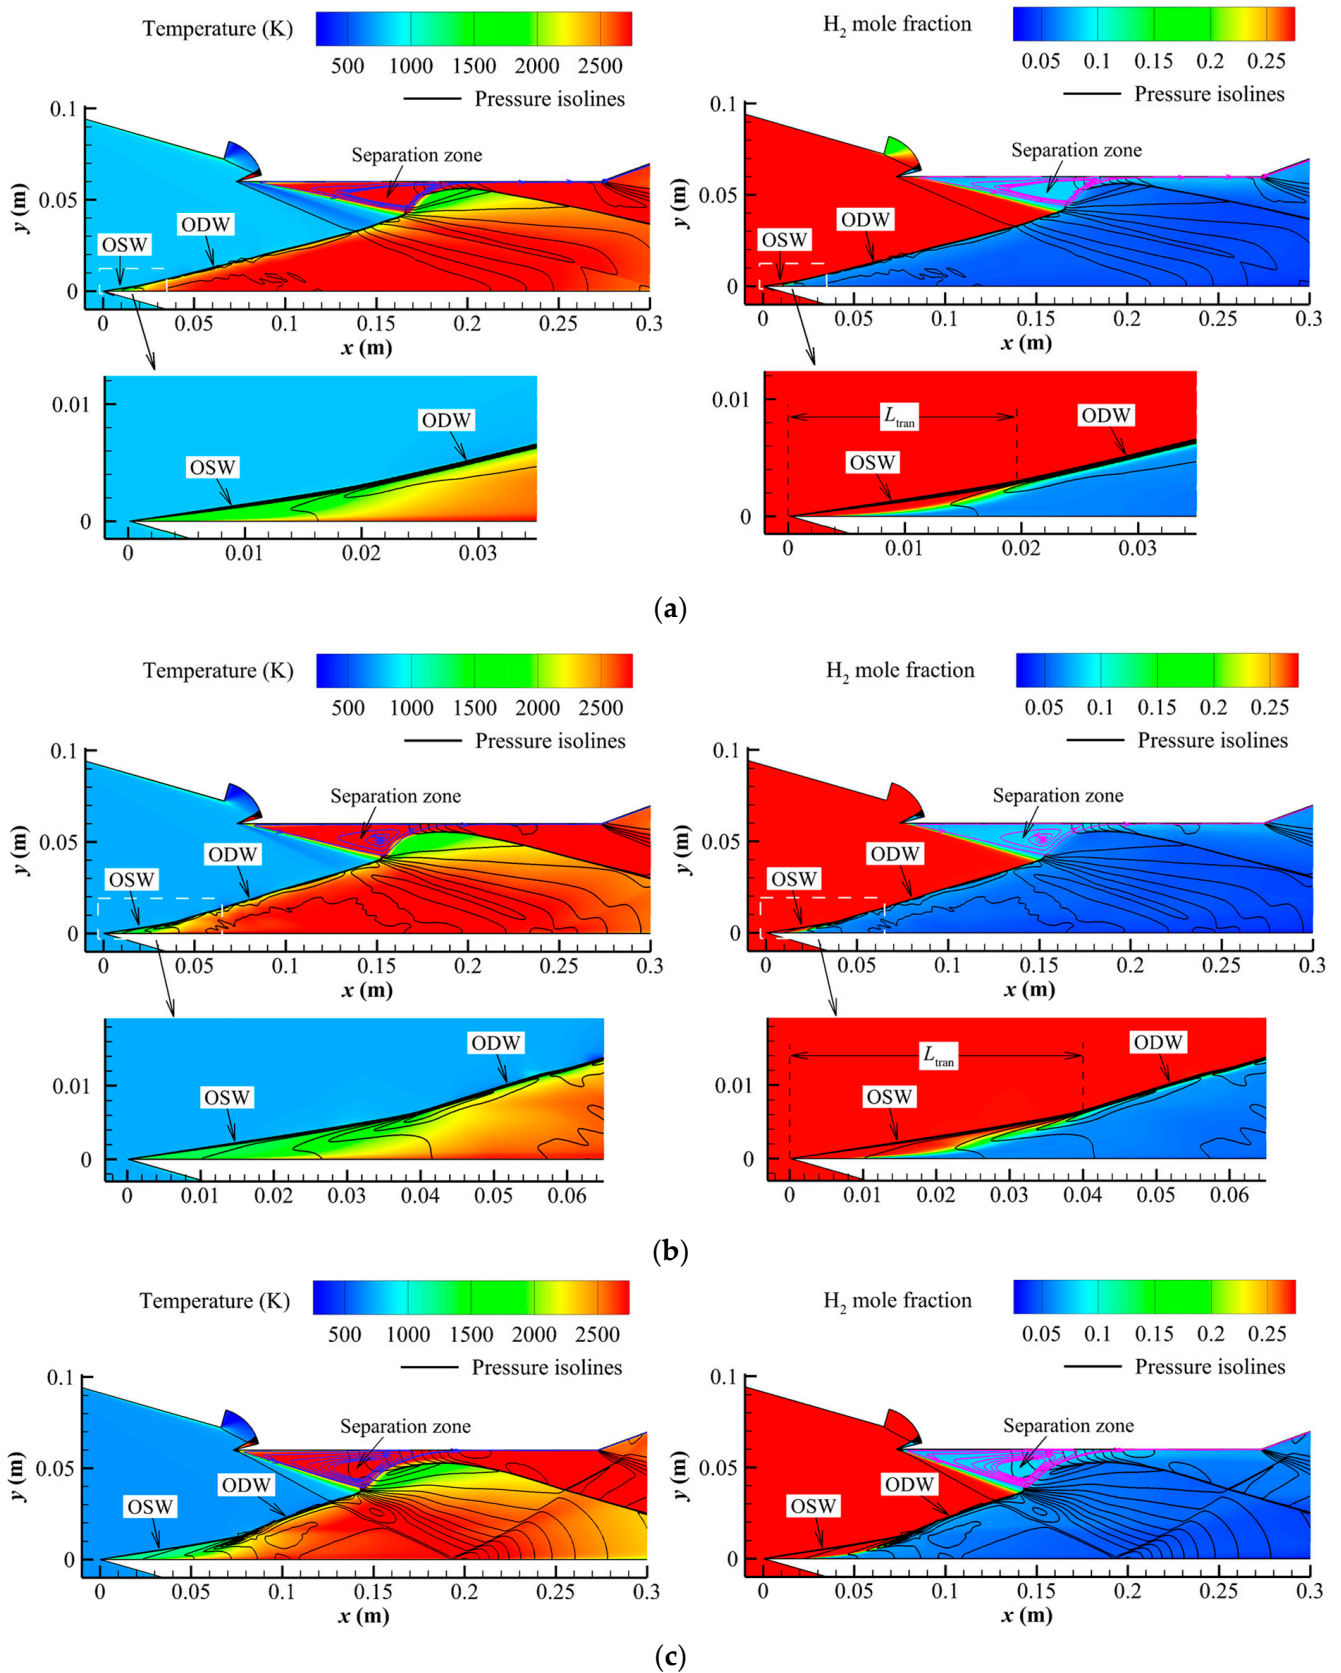 Temperature (K)
500 1000 1500 2000 2500
Pressure isolines
0.1
0.05
0
y (m)
Separation zone
ODW
OSW
0 0.05 0.1 0.15 0.2 0.25 0.3
x (m)
0.01
0
ODW
OSW
0 0.01 0.02 0.03
H2 mole fraction
0.05 0.1 0.15 0.2 0.25
Pressure isolines
0.1
0.05
0
y (m)
Separation zone
ODW
OSW
0 0.05 0.1 0.15 0.2 0.25 0.3
x (m)
0.01
0
Ltran
ODW
OSW
0 0.01 0.02 0.03
(a)
Temperature (K)
500 1000 1500 2000 2500
Pressure isolines
0.1
0.05
0
y (m)
Separation zone
ODW
OSW
0 0.05 0.1 0.15 0.2 0.25 0.3
x (m)
0.01
0
ODW
OSW
0 0.01 0.02 0.03 0.04 0.05 0.06
H2 mole fraction
0.05 0.1 0.15 0.2 0.25
Pressure isolines
0.1
0.05
0
y (m)
Separation zone
ODW
OSW
0 0.05 0.1 0.15 0.2 0.25 0.3
x (m)
0.01
0
Ltran
ODW
OSW
0 0.01 0.02 0.03 0.04 0.05 0.06
(b)
Temperature (K)
500 1000 1500 2000 2500
Pressure isolines
0.1
0.05
0
y (m)
Separation zone
ODW
OSW
0 0.05 0.1 0.15 0.2 0.25 0.3
x (m)
H2 mole fraction
0.05 0.1 0.15 0.2 0.25
Pressure isolines
0.1
0.05
0
y (m)
Separation zone
ODW
OSW
0 0.05 0.1 0.15 0.2 0.25 0.3
x (m)
(c)